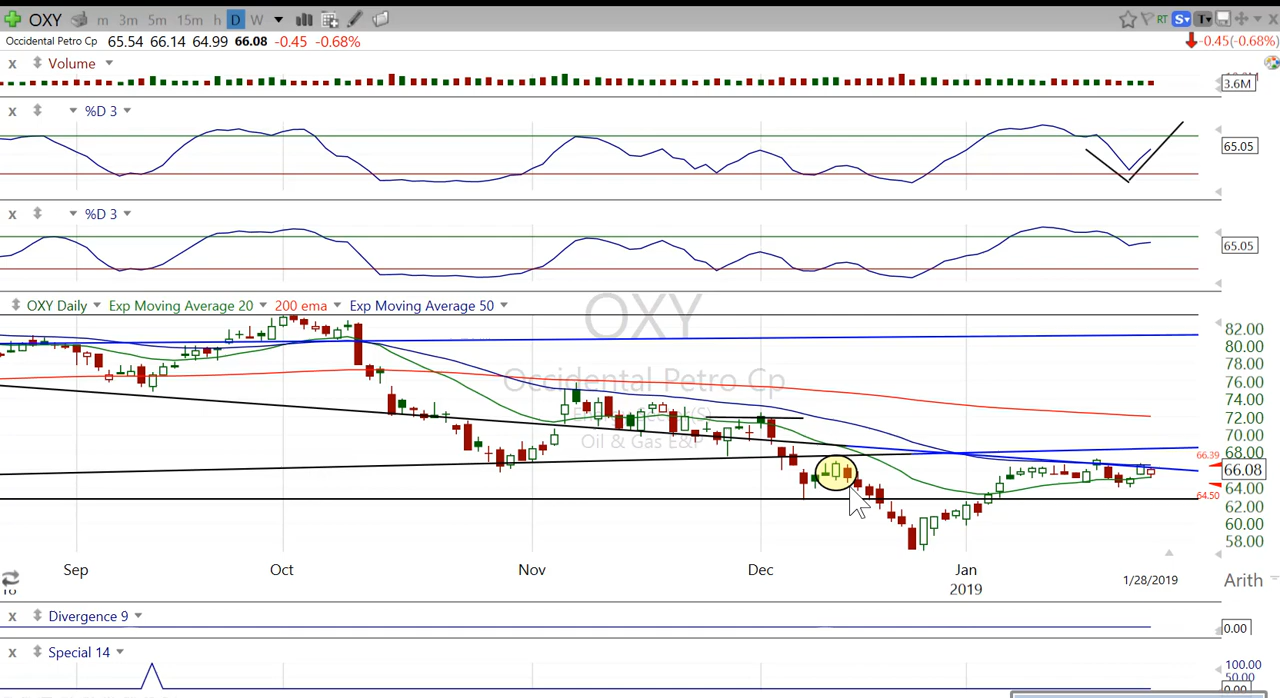 OXY m 3m 5m 15m h D W RT S T x
Occidental Petro Cp 65.54 66.14 64.99 66.08 -0.45 -0.68% -0.45(-0.68%)
x Volume
3.6M
x %D 3
65.05
x %D 3
65.05
OXY Daily Exp Moving Average 20 200 ema Exp Moving Average 50
OXY
Occidental Petro Cp
Oil & Gas E&P
82.00
80.00
78.00
76.00
74.00
72.00
70.00
68.00
66.39
66.08
64.00
64.50
62.00
60.00
58.00
Sep Oct Nov Dec Jan
2019 1/28/2019 Arith
x Divergence 9
0.00
x Special 14
100.00
50.00
0.00